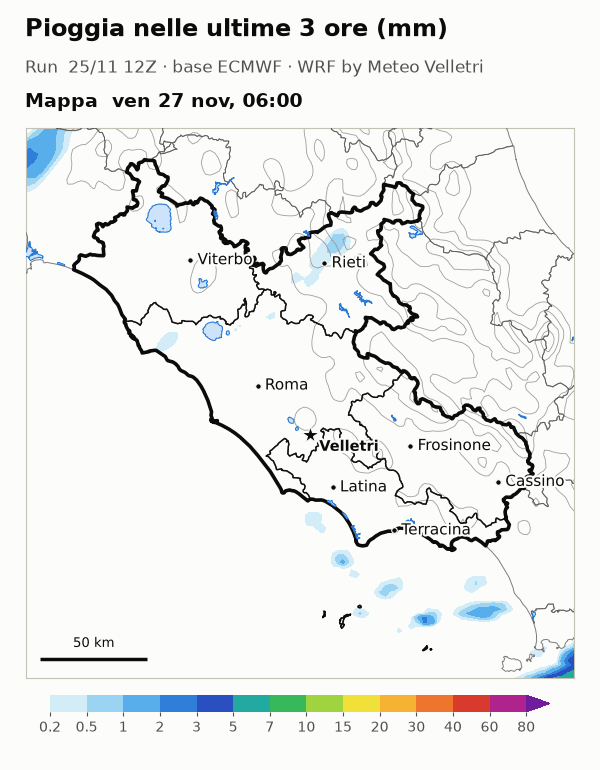 Pioggia nelle ultime 3 ore (mm)
Run  25/11 12Z · base ECMWF · WRF by Meteo Velletri
Mappa  ven 27 nov, 06:00
Viterbo
Rieti
Roma
Velletri
Frosinone
Cassino
Latina
Terracina
50 km
0.2 0.5 1 2 3 5 7 10 15 20 30 40 60 80